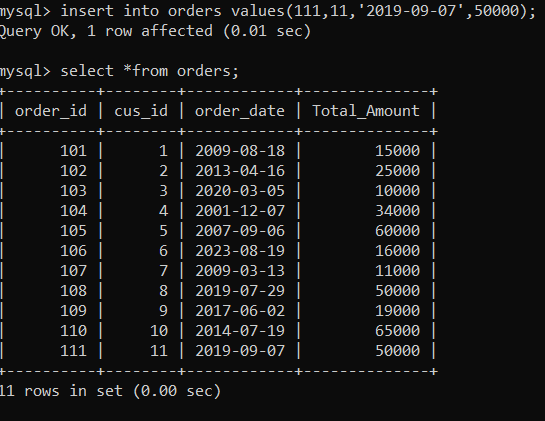 mysql> insert into orders values(111,11,'2019-09-07',50000);
Query OK, 1 row affected (0.01 sec)
mysql> select *from orders;
+----------+--------+------------+--------------+
| order_id | cus_id | order_date | Total_Amount |
+----------+--------+------------+--------------+
|      101 |      1 | 2009-08-18 |        15000 |
|      102 |      2 | 2013-04-16 |        25000 |
|      103 |      3 | 2020-03-05 |        10000 |
|      104 |      4 | 2001-12-07 |        34000 |
|      105 |      5 | 2007-09-06 |        60000 |
|      106 |      6 | 2023-08-19 |        16000 |
|      107 |      7 | 2009-03-13 |        11000 |
|      108 |      8 | 2019-07-29 |        50000 |
|      109 |      9 | 2017-06-02 |        19000 |
|      110 |     10 | 2014-07-19 |        65000 |
|      111 |     11 | 2019-09-07 |        50000 |
+----------+--------+------------+--------------+
11 rows in set (0.00 sec)